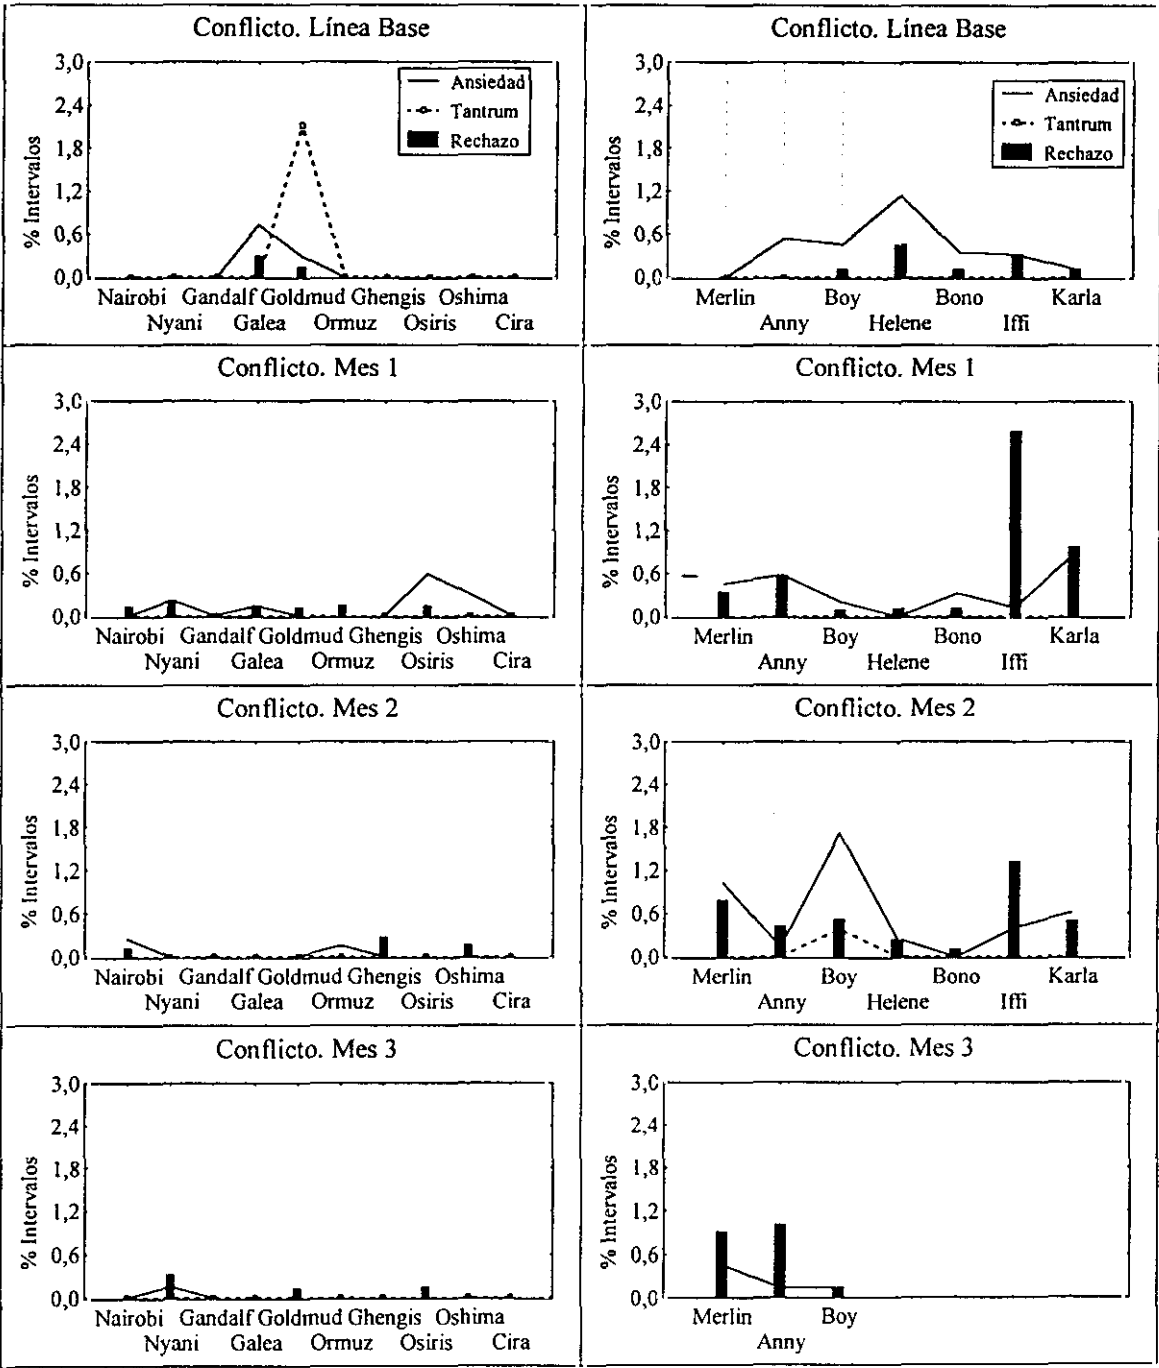 Conflicto. Línea Base
3,0
2,4
1,8
1,2
0,6
0,0
% Intervalos
Ansiedad
Tantrum
Rechazo
Nairobi Gandalf Goldmud Ghengis Oshima
Nyani Galea Ormuz Osiris Cira
Conflicto. Línea Base
3,0
2,4
1,8
1,2
0,6
0,0
% Intervalos
Ansiedad
Tantrum
Rechazo
Merlin Boy Bono Karla
Anny Helene Iffi
Conflicto. Mes 1
3,0
2,4
1,8
1,2
0,6
0,0
% Intervalos
Nairobi Gandalf Goldmud Ghengis Oshima
Nyani Galea Ormuz Osiris Cira
Conflicto. Mes 1
3,0
2,4
1,8
1,2
0,6
0,0
% Intervalos
Merlin Boy Bono Karla
Anny Helene Iffi
Conflicto. Mes 2
3,0
2,4
1,8
1,2
0,6
0,0
% Intervalos
Nairobi Gandalf Goldmud Ghengis Oshima
Nyani Galea Ormuz Osiris Cira
Conflicto. Mes 2
3,0
2,4
1,8
1,2
0,6
0,0
% Intervalos
Merlin Boy Bono Karla
Anny Helene Iffi
Conflicto. Mes 3
3,0
2,4
1,8
1,2
0,6
0,0
% Intervalos
Nairobi Gandalf Goldmud Ghengis Oshima
Nyani Galea Ormuz Osiris Cira
Conflicto. Mes 3
3,0
2,4
1,8
1,2
0,6
0,0
% Intervalos
Merlin Boy
Anny